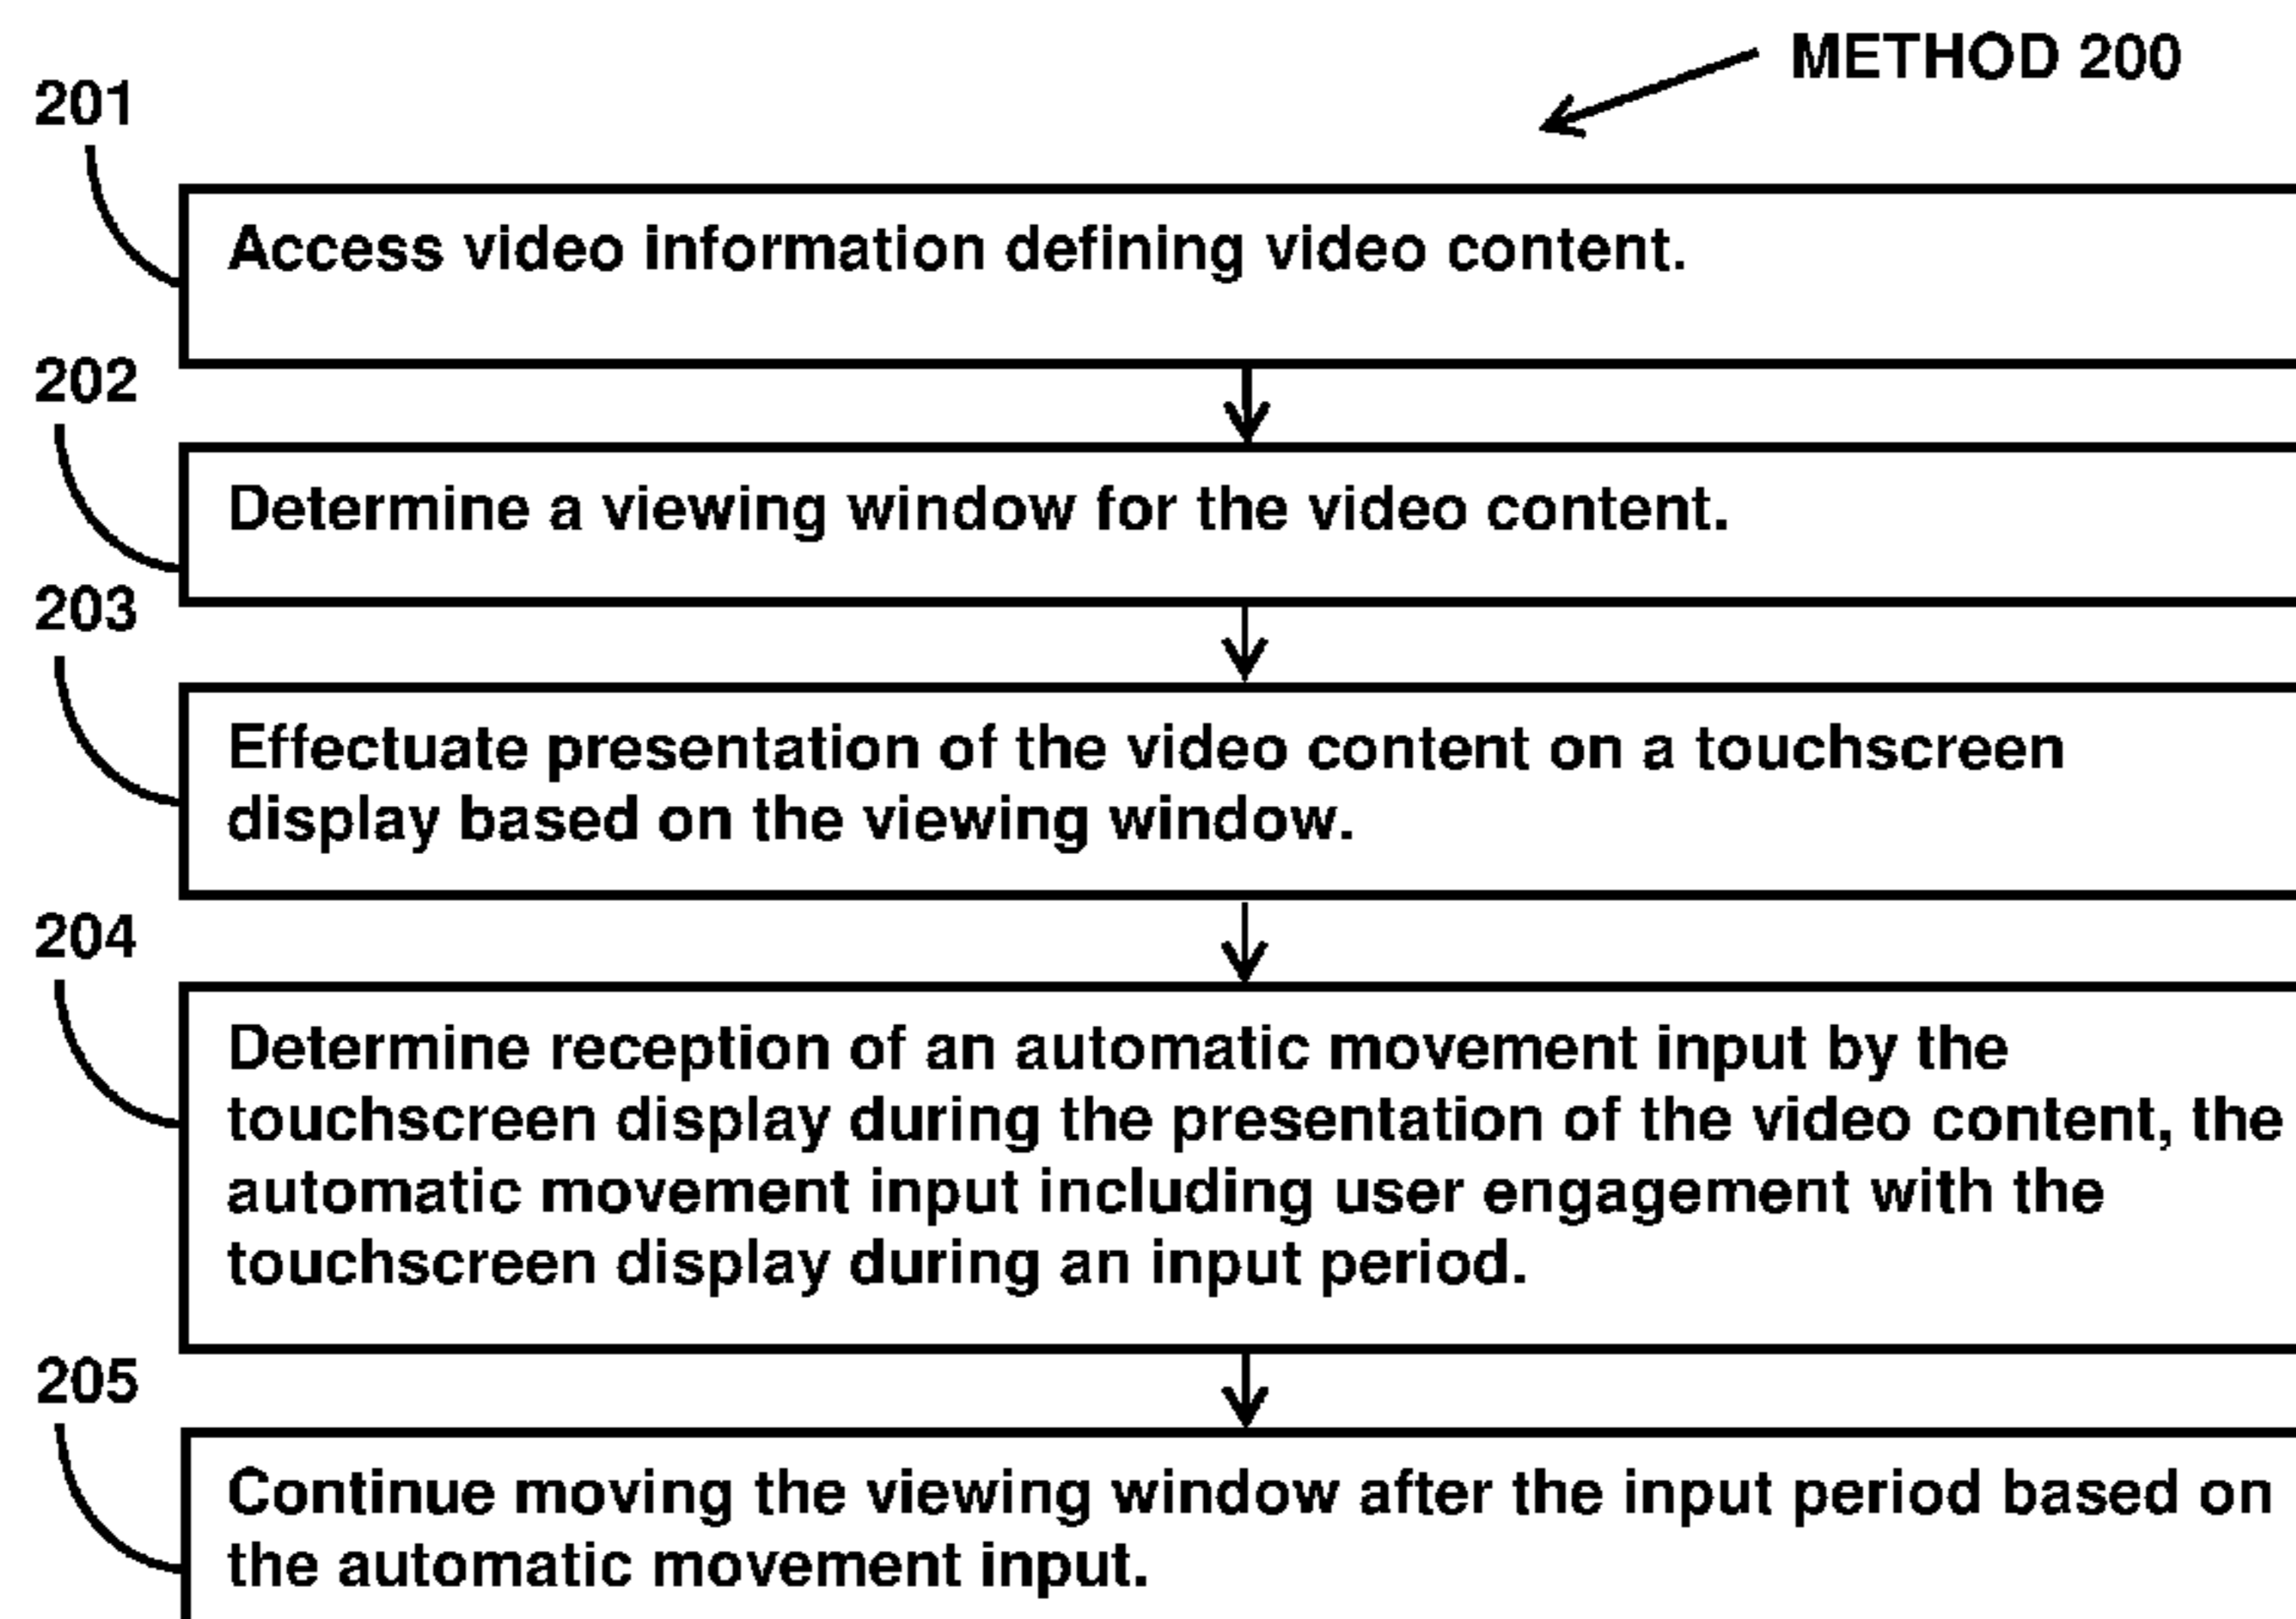 METHOD 200
201
Access video information defining video content.
202
Determine a viewing window for the video content.
203
Effectuate presentation of the video content on a touchscreen
display based on the viewing window.
204
Determine reception of an automatic movement input by the
touchscreen display during the presentation of the video content, the
automatic movement input including user engagement with the
touchscreen display during an input period.
205
Continue moving the viewing window after the input period based on
the automatic movement input.